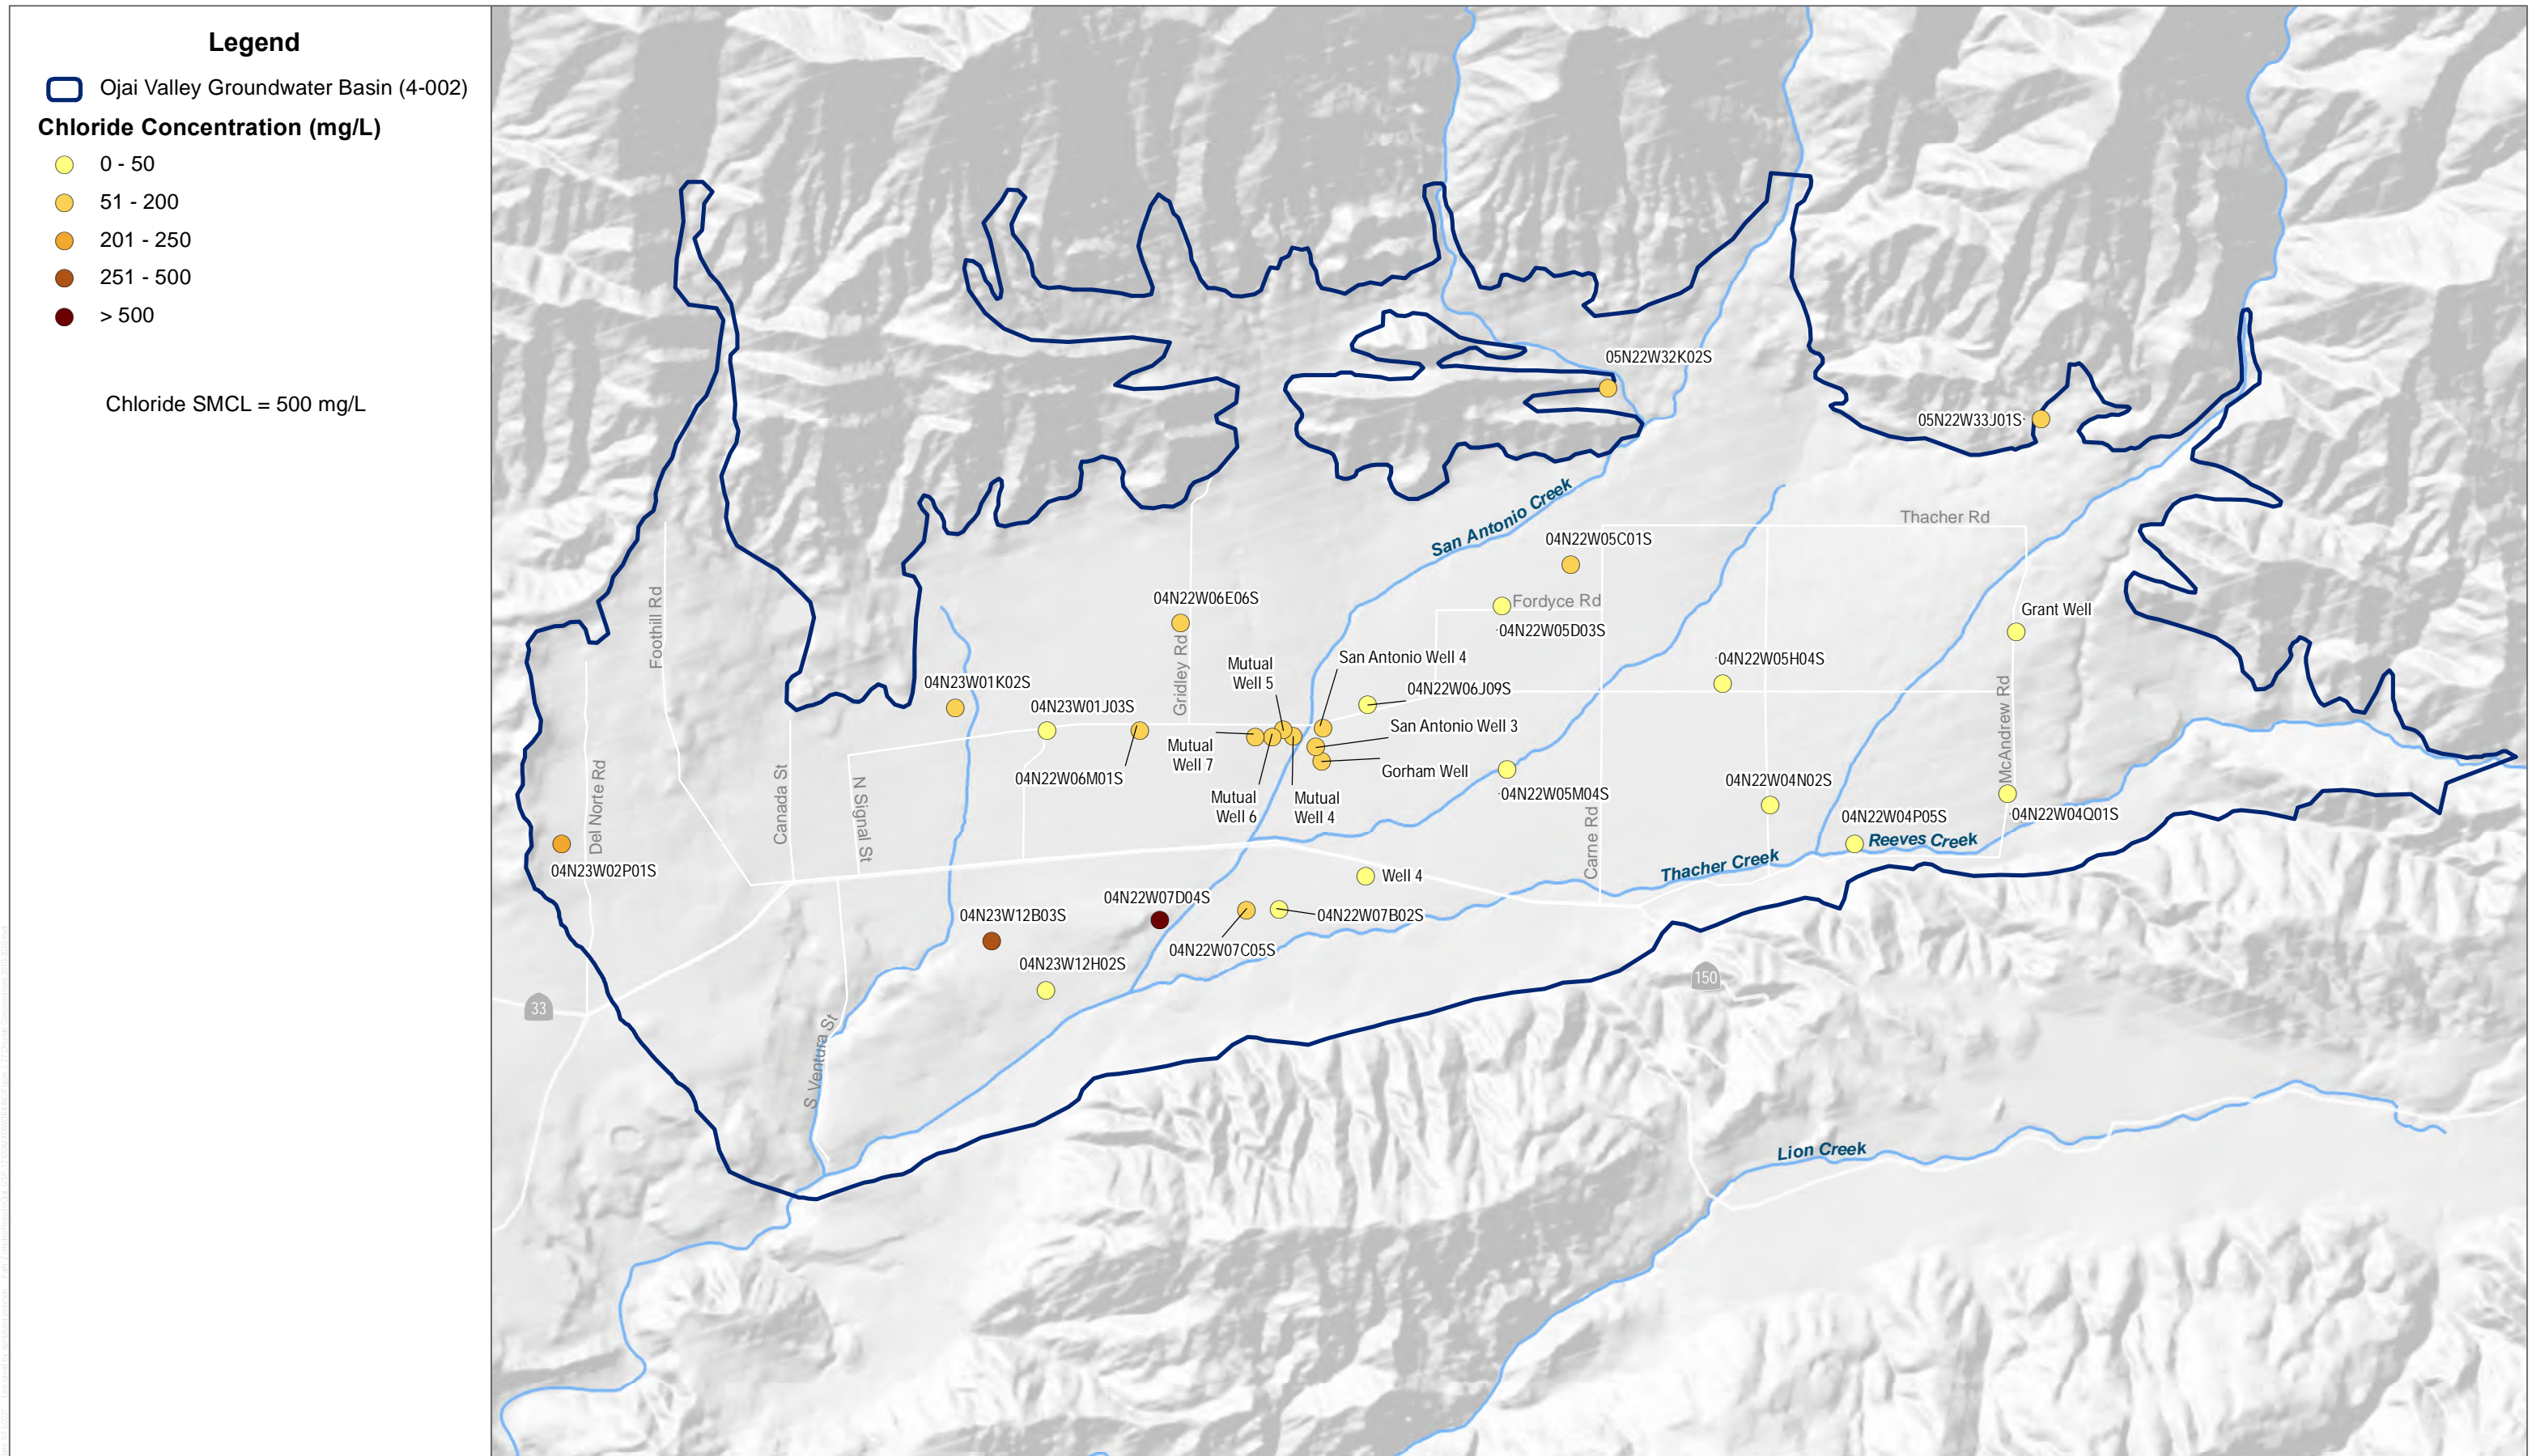 Legend
Ojai Valley Groundwater Basin (4-002)
Chloride Concentration (mg/L)
0 - 50
51 - 200
201 - 250
251 - 500
> 500
Chloride SMCL = 500 mg/L
05N22W32K02S
05N22W33J01S
San Antonio Creek
Thacher Rd
04N22W05C01S
04N22W06E06S
Fordyce Rd
04N22W05D03S
Grant Well
Foothill Rd
Gridley Rd
Mutual
Well 5
San Antonio Well 4
04N22W05H04S
04N23W01K02S
04N22W06J09S
04N23W01J03S
McAndrew Rd
San Antonio Well 3
Mutual
Well 7
Gorham Well
04N22W06M01S
04N22W05M04S
04N22W04N02S
Del Norte Rd
Canada St
N Signal St
Mutual
Well 6
Mutual
Well 4
04N22W04P05S
04N22W04Q01S
Carne Rd
Reeves Creek
Thacher Creek
04N23W02P01S
Well 4
04N22W07D04S
04N23W12B03S
04N22W07B02S
04N22W07C05S
04N23W12H02S
150
33
S Ventura St
Lion Creek